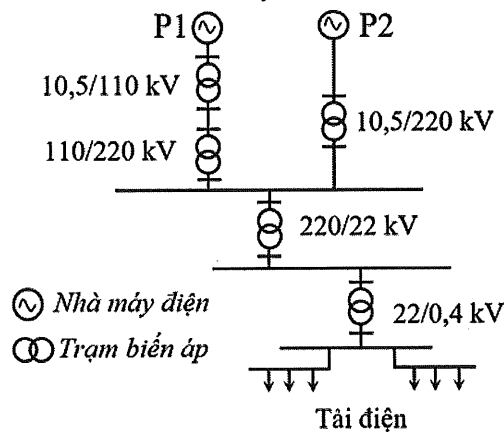 P1
P2
10,5/110 kV
10,5/220 kV
110/220 kV
220/22 kV
Nhà máy điện
22/0,4 kV
Trạm biến áp
Tải điện